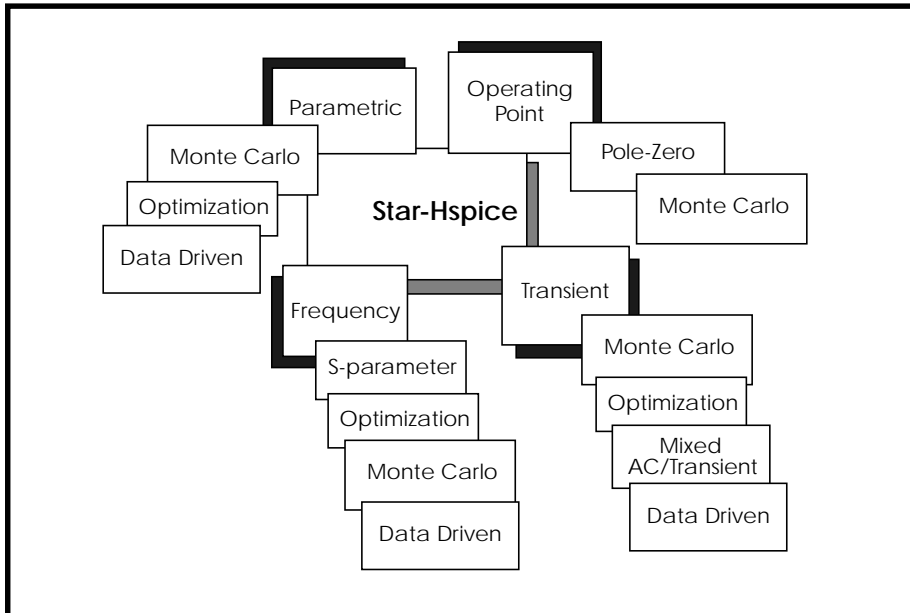 Parametric
Monte Carlo
Optimization
Data Driven
Operating
Point
Pole-Zero
Monte Carlo
Star-Hspice
Frequency
S-parameter
Optimization
Monte Carlo
Data Driven
Transient
Monte Carlo
Optimization
Mixed
AC/Transient
Data Driven